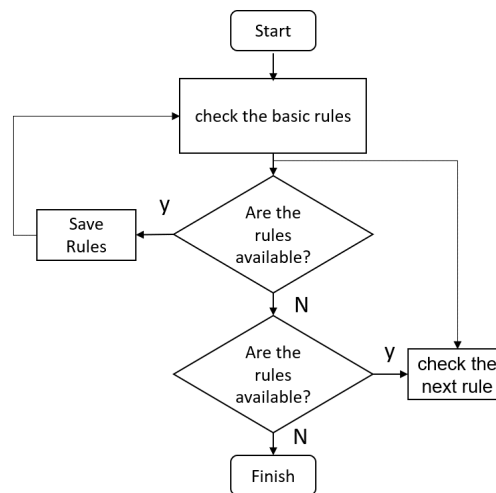 Start
check the basic rules
y
Are the
rules
available?
Save
Rules
N
Are the
rules
available?
y
check the
next rule
N
Finish